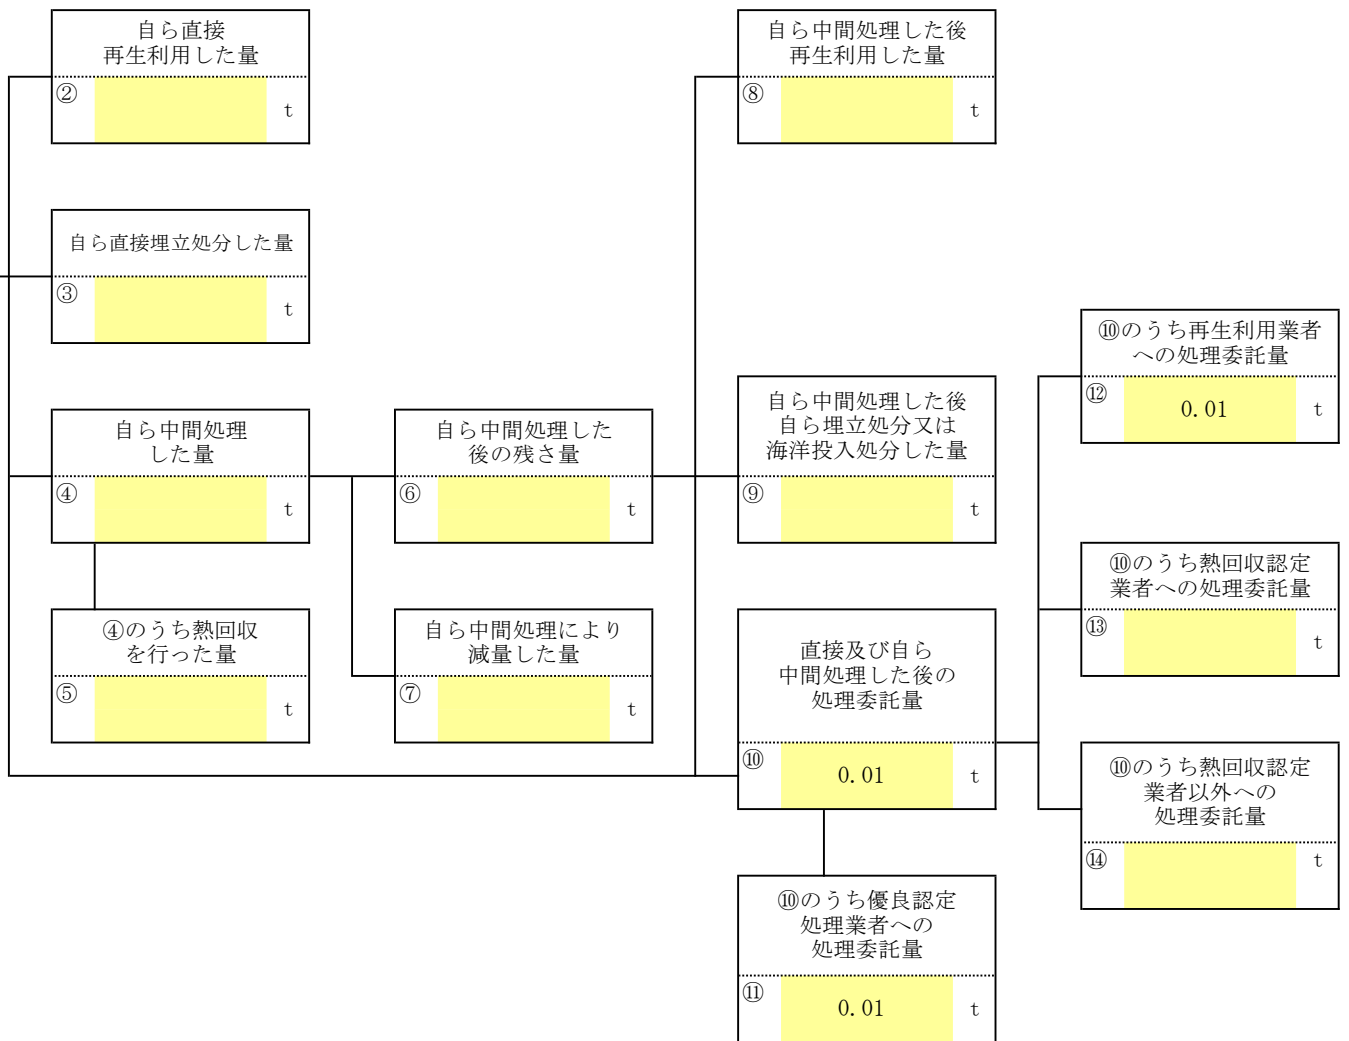 自ら直接
再生利用した量
②
t
自ら中間処理した後
再生利用した量
⑧
t
自ら直接埋立処分した量
③
t
⑩のうち再生利用業者
への処理委託量
⑫
0.01
t
自ら中間処理
した量
④
t
自ら中間処理した
後の残さ量
⑥
t
自ら中間処理した後
自ら埋立処分又は
海洋投入処分した量
⑨
t
⑩のうち熱回収認定
業者への処理委託量
⑬
t
④のうち熱回収
を行った量
⑤
t
自ら中間処理により
減量した量
⑦
t
直接及び自ら
中間処理した後の
処理委託量
⑩
0.01
t
⑩のうち熱回収認定
業者以外への
処理委託量
⑭
t
⑩のうち優良認定
処理業者への
処理委託量
⑪
0.01
t